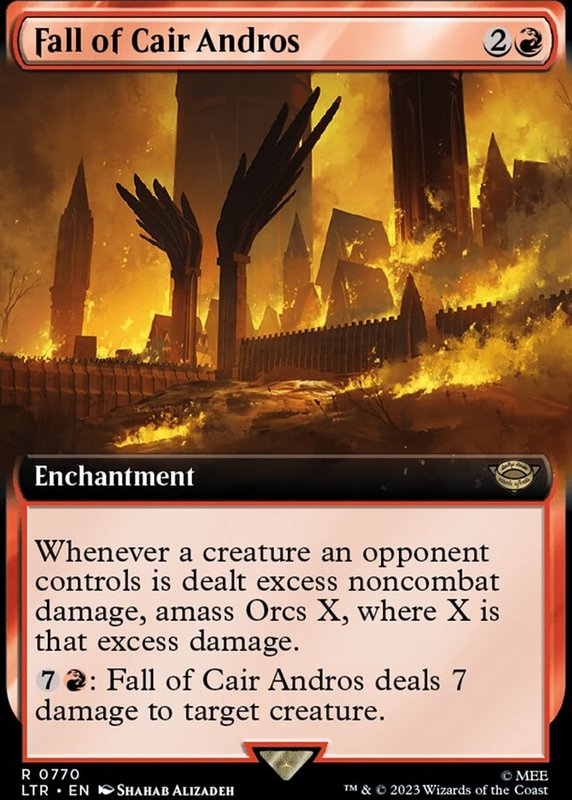 Fall of Cair Andros 2
Enchantment
Whenever a creature an opponent
controls is dealt excess noncombat
damage, amass Orcs X, where X is
that excess damage.
7 : Fall of Cair Andros deals 7
damage to target creature.
R 0770
LTR • EN Shahab Alizadeh
© MEE
™ & © 2023 Wizards of the Coast